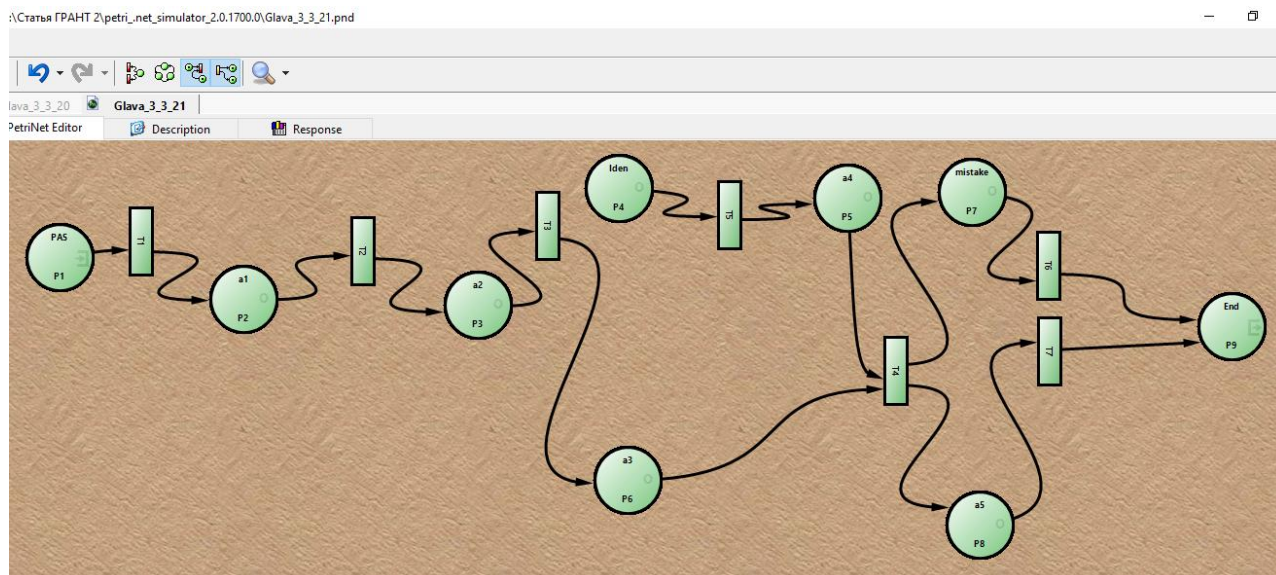 :\Статья ГРАНТ 2\petri_.net_simulator_2.0.1700.0\Glava_3_3_21.pnd
lava_3_3_20 Glava_3_3_21
PetriNet Editor Description Response
PAS
P1
T1
a1
P2
T2
a2
P3
T3
Iden
P4
T5
a4
P5
mistake
P7
T6
End
P9
T7
T4
a3
P6
a5
P8